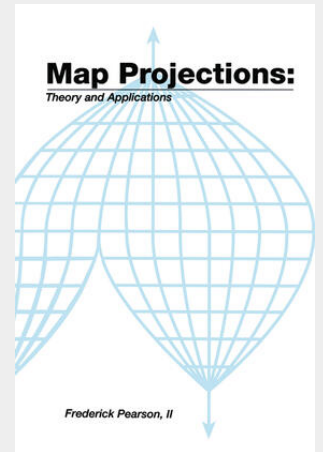 Map Projections:
Theory and Applications
Frederick Pearson, II